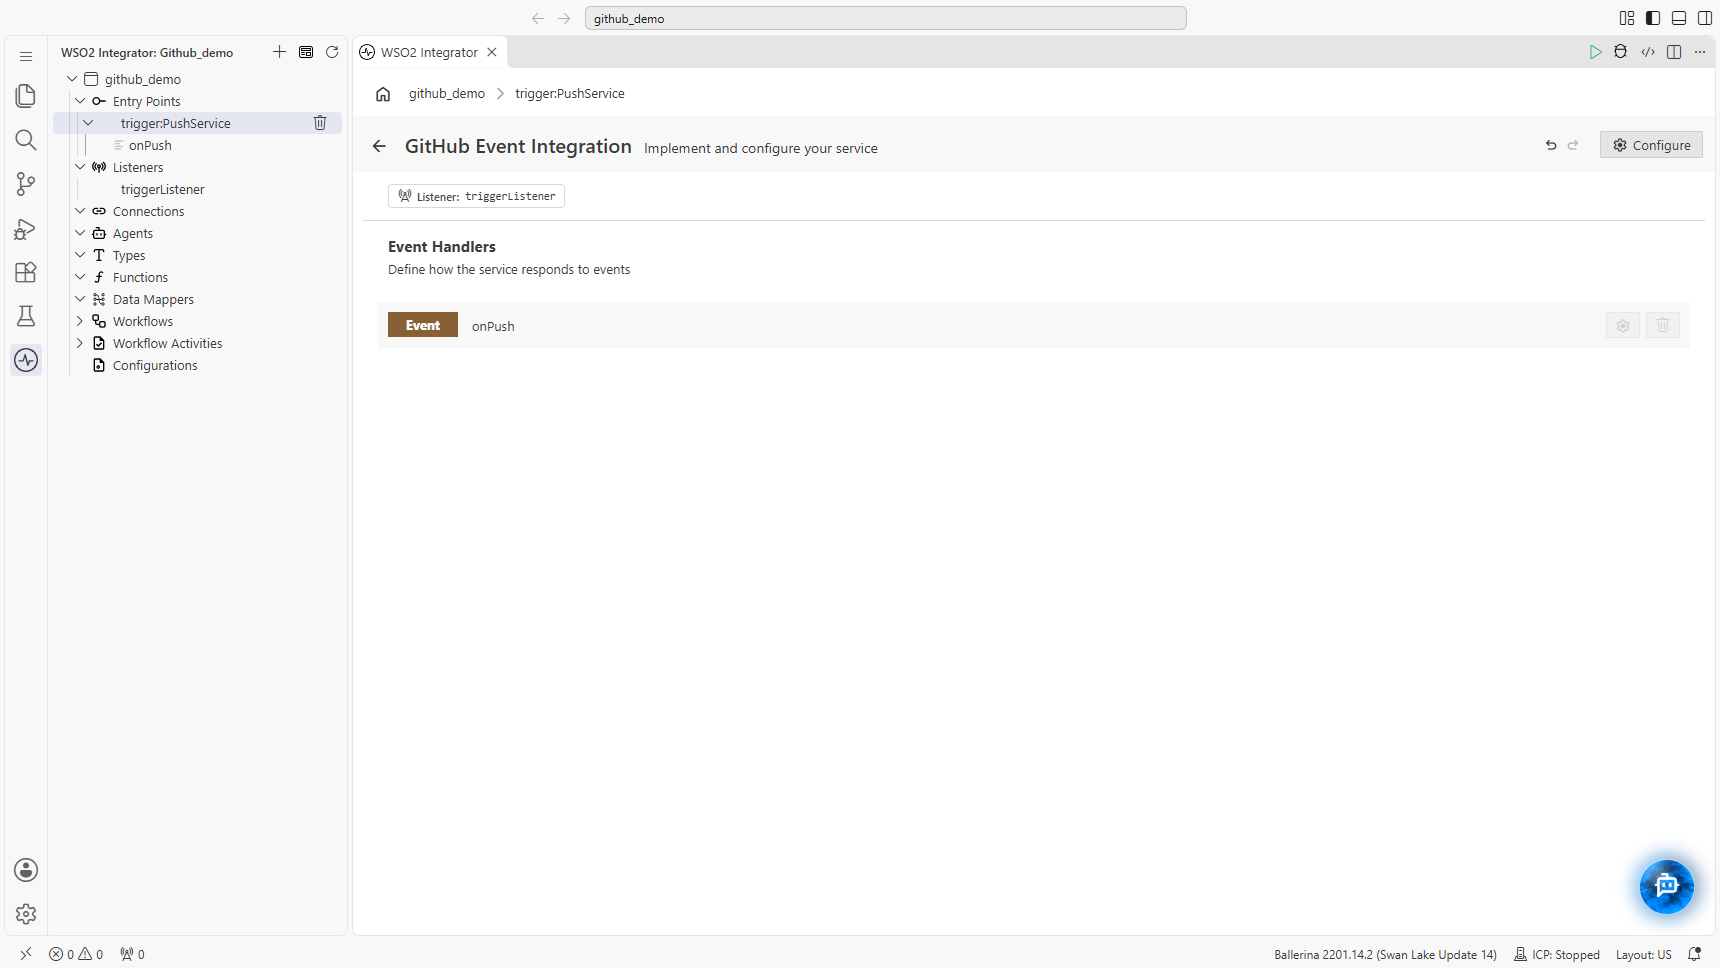 github_demo
WSO2 Integrator: Github_demo
WSO2 Integrator
github_demo
Entry Points
trigger:PushService
onPush
Listeners
triggerListener
Connections
Agents
Types
Functions
Data Mappers
Workflows
Workflow Activities
Configurations
github_demo
trigger:PushService
GitHub Event Integration
Implement and configure your service
Configure
Listener: triggerListener
Event Handlers
Define how the service responds to events
Event
onPush
0
0
0
Ballerina 2201.14.2 (Swan Lake Update 14)
ICP: Stopped
Layout: US